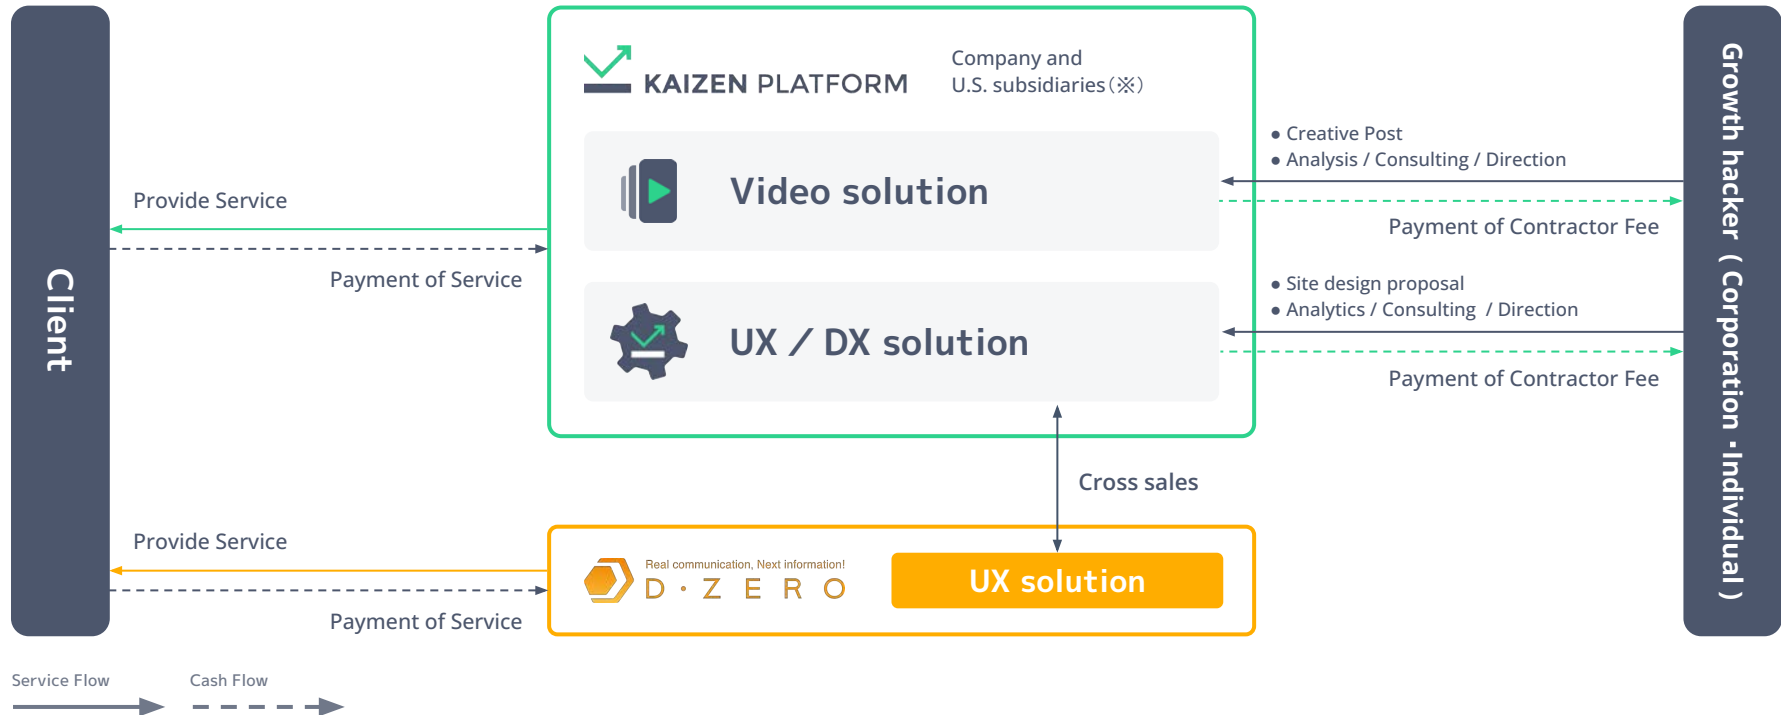 Client
Provide Service
Payment of Service
KAIZEN PLATFORM
Company and
U.S. subsidiaries(※)
Video solution
UX / DX solution
● Creative Post
● Analysis / Consulting / Direction
Payment of Contractor Fee
● Site design proposal
● Analytics / Consulting / Direction
Payment of Contractor Fee
Growth hacker ( Corporation・Individual )
Cross sales
Provide Service
Payment of Service
Real communication, Next information!
D・ZERO
UX solution
Service Flow
Cash Flow